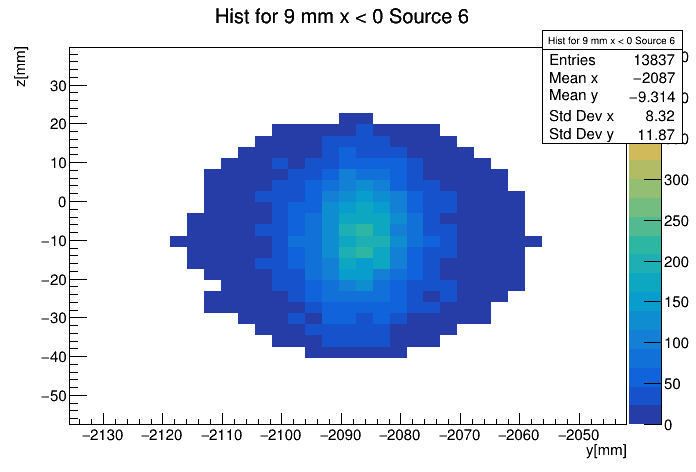 Hist for 9 mm x < 0 Source 6
z[mm]
Hist for 9 mm x < 0 Source 6
Entries 13837
Mean x −2087
Mean y −9.314
Std Dev x 8.32
Std Dev y 11.87
30
20
10
0
−10
−20
−30
−40
−50
300
250
200
150
100
50
0
−2130 −2120 −2110 −2100 −2090 −2080 −2070 −2060 −2050
y[mm]